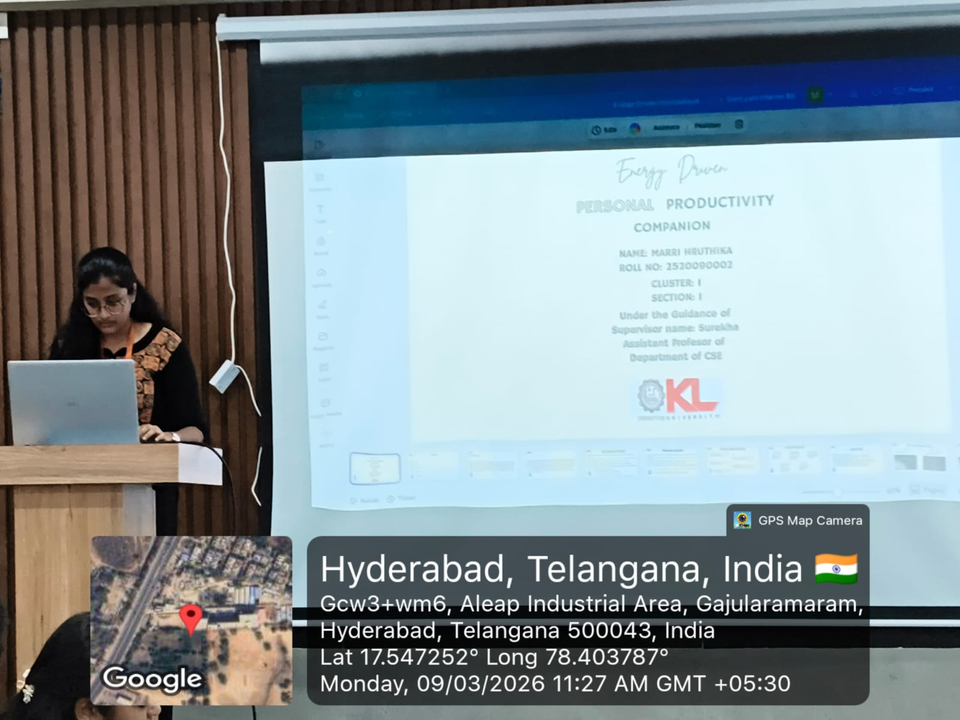 Energy Driven
PERSONAL PRODUCTIVITY
COMPANION
NAME: MARRI HRUTHIKA
ROLL NO: 2520090002
CLUSTER: 1
SECTION: 1
Under the Guidance of
Supervisor name: Surekha
Assistant Profesor of
Department of CSE
KL
GPS Map Camera
Hyderabad, Telangana, India
Gcw3+wm6, Aleap Industrial Area, Gajularamaram,
Hyderabad, Telangana 500043, India
Lat 17.547252° Long 78.403787°
Monday, 09/03/2026 11:27 AM GMT +05:30
Google